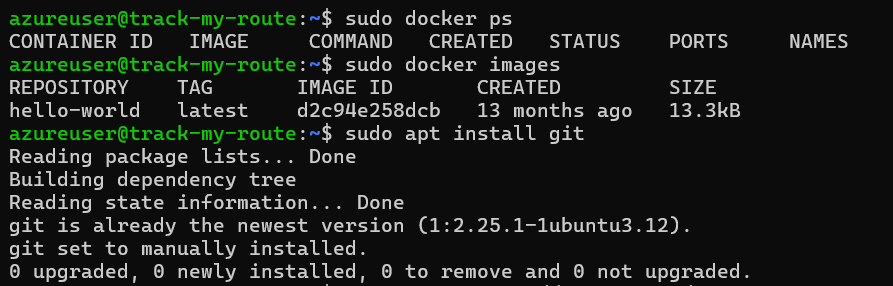 azureuser@track-my-route:~$ sudo docker ps
CONTAINER ID   IMAGE     COMMAND   CREATED   STATUS    PORTS     NAMES
azureuser@track-my-route:~$ sudo docker images
REPOSITORY    TAG       IMAGE ID       CREATED         SIZE
hello-world   latest    d2c94e258dcb   13 months ago   13.3kB
azureuser@track-my-route:~$ sudo apt install git
Reading package lists... Done
Building dependency tree
Reading state information... Done
git is already the newest version (1:2.25.1-1ubuntu3.12).
git set to manually installed.
0 upgraded, 0 newly installed, 0 to remove and 0 not upgraded.